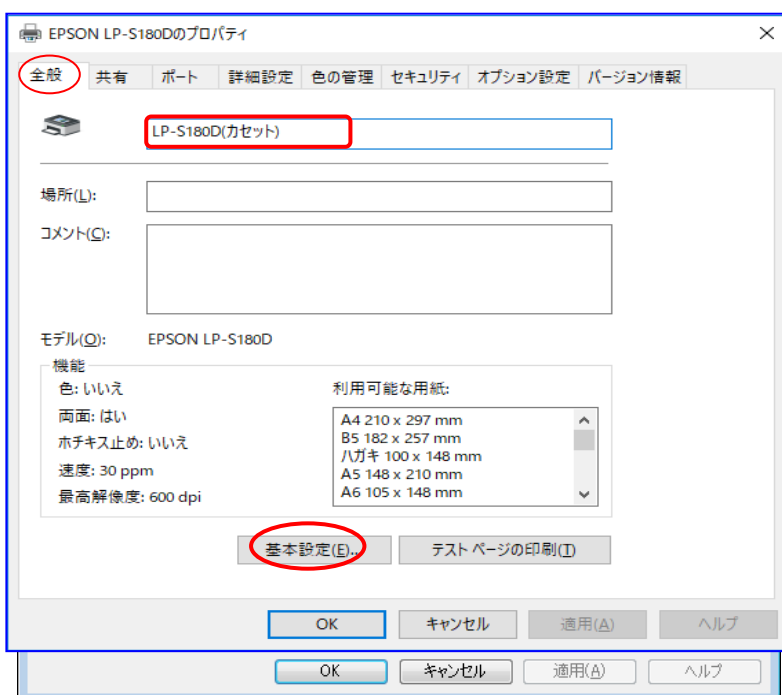 EPSON LP-S180Dのプロパティ
全般 共有 ポート 詳細設定 色の管理 セキュリティ オプション設定 バージョン情報
LP-S180D(カセット)
場所(L):
コメント(C):
モデル(O): EPSON LP-S180D
機能
色: いいえ 利用可能な用紙:
両面: はい A4 210 x 297 mm
ホチキス止め: いいえ B5 182 x 257 mm
ハガキ 100 x 148 mm
速度: 30 ppm A5 148 x 210 mm
最高解像度: 600 dpi A6 105 x 148 mm
基本設定(E)... テスト ページの印刷(T)
OK キャンセル 適用(A) ヘルプ
OK キャンセル 適用(A) ヘルプ